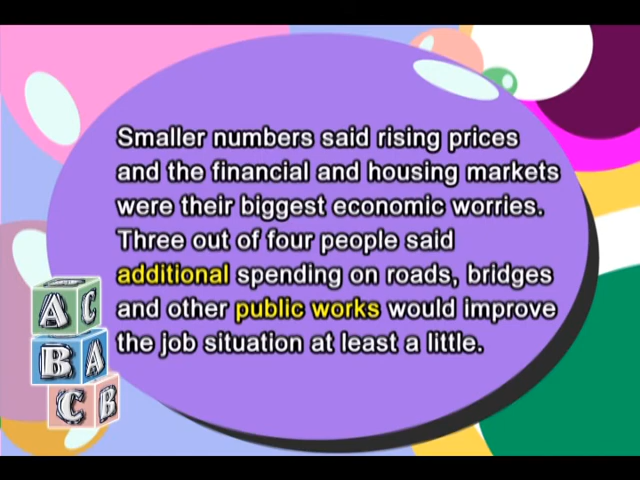 Smaller numbers said rising prices
and the financial and housing markets
were their biggest economic worries.
Three out of four people said
additional spending on roads, bridges
and other public works would improve
the job situation at least a little.
A C
B A
C B